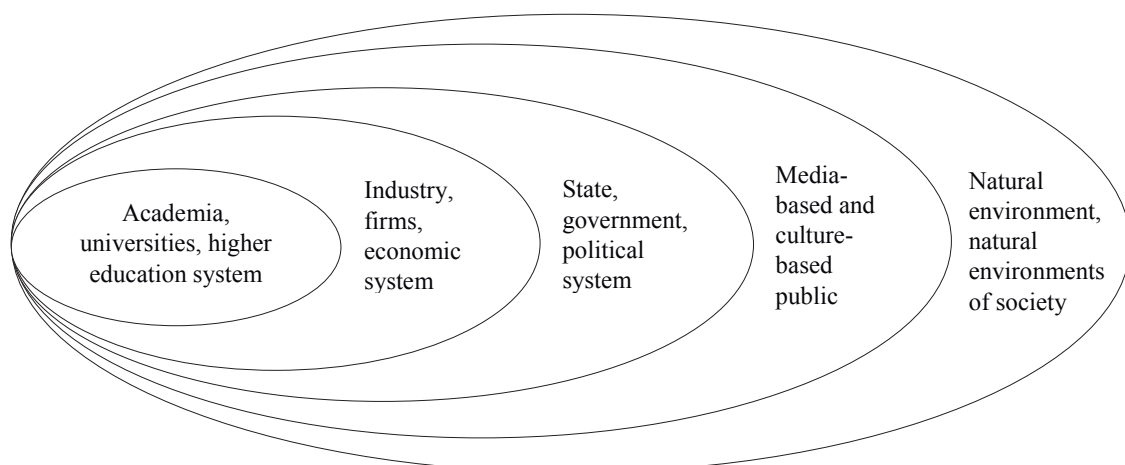 Academia,
universities, higher
education system
Industry,
firms,
economic
system
State,
government,
political
system
Media-
based and
culture-
based
public
Natural
environment,
natural
environments
of society